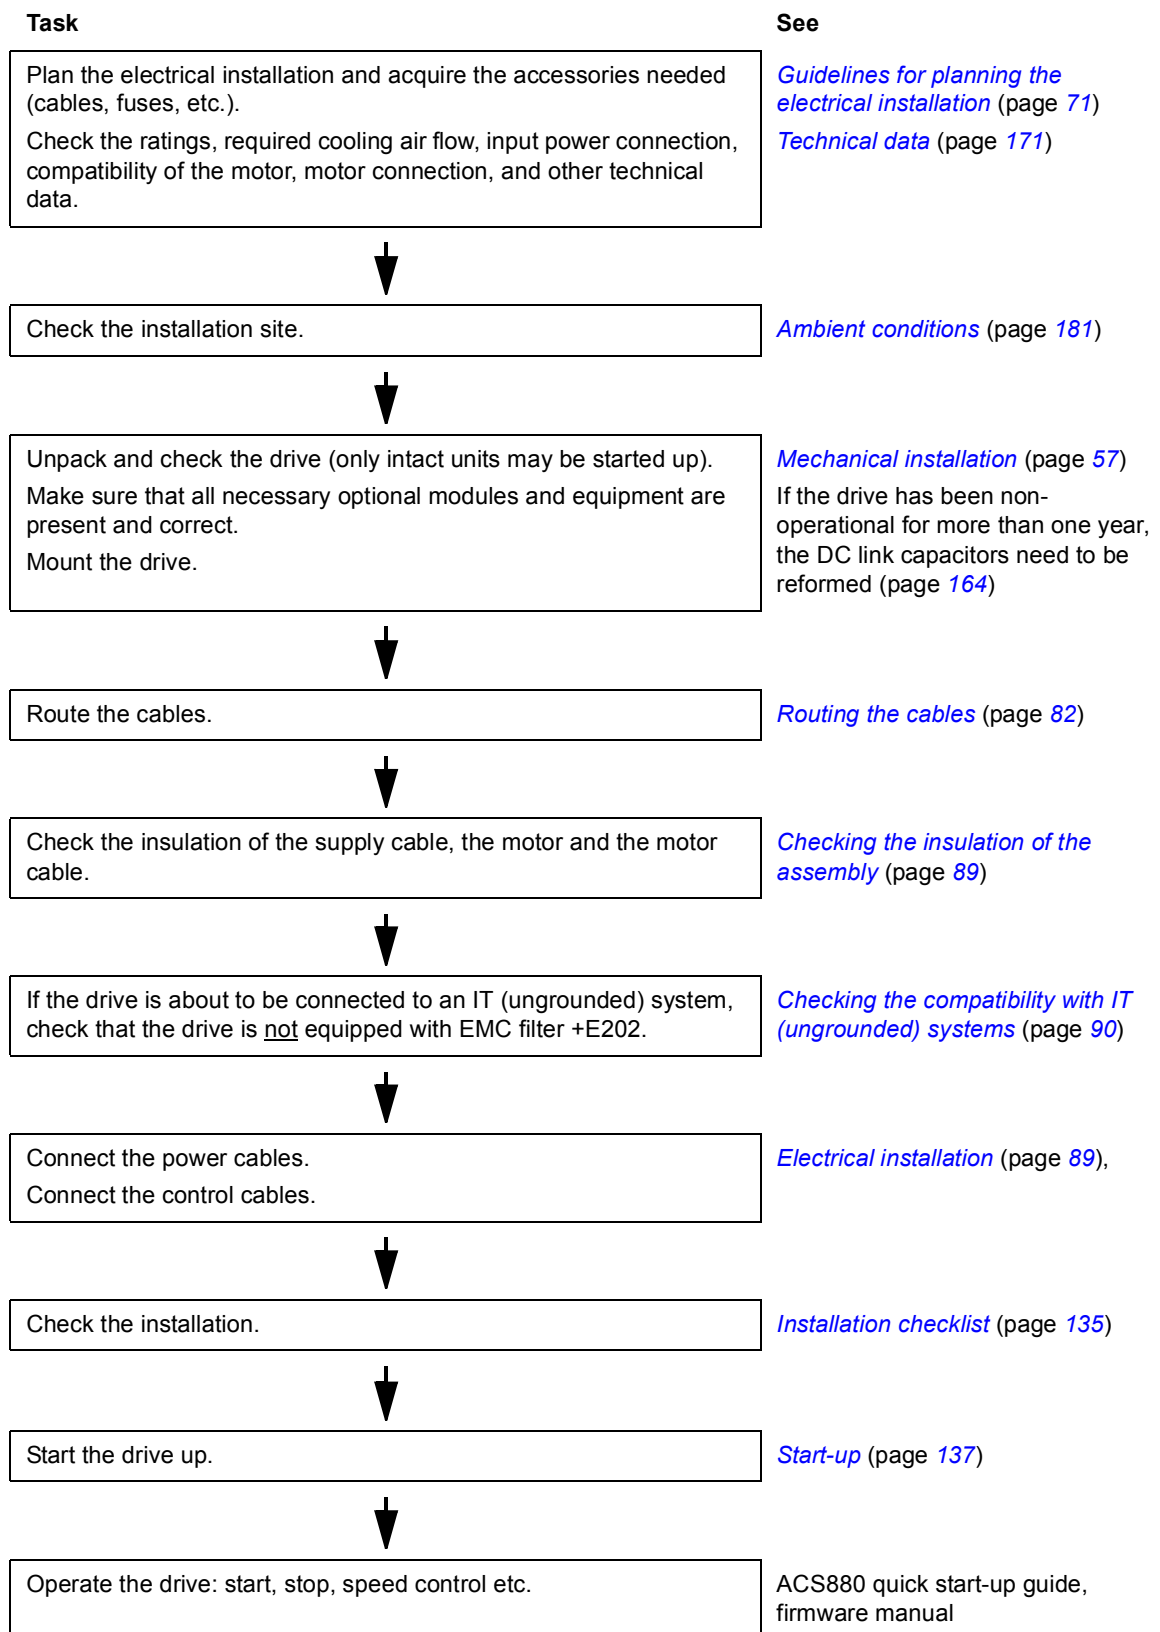 Task
See
Plan the electrical installation and acquire the accessories needed
(cables, fuses, etc.).
Check the ratings, required cooling air flow, input power connection,
compatibility of the motor, motor connection, and other technical
data.
Guidelines for planning the
electrical installation (page 71)
Technical data (page 171)
Check the installation site.
Ambient conditions (page 181)
Unpack and check the drive (only intact units may be started up).
Make sure that all necessary optional modules and equipment are
present and correct.
Mount the drive.
Mechanical installation (page 57)
If the drive has been non-
operational for more than one year,
the DC link capacitors need to be
reformed (page 164)
Route the cables.
Routing the cables (page 82)
Check the insulation of the supply cable, the motor and the motor
cable.
Checking the insulation of the
assembly (page 89)
If the drive is about to be connected to an IT (ungrounded) system,
check that the drive is not equipped with EMC filter +E202.
Checking the compatibility with IT
(ungrounded) systems (page 90)
Connect the power cables.
Connect the control cables.
Electrical installation (page 89),
Check the installation.
Installation checklist (page 135)
Start the drive up.
Start-up (page 137)
Operate the drive: start, stop, speed control etc.
ACS880 quick start-up guide,
firmware manual